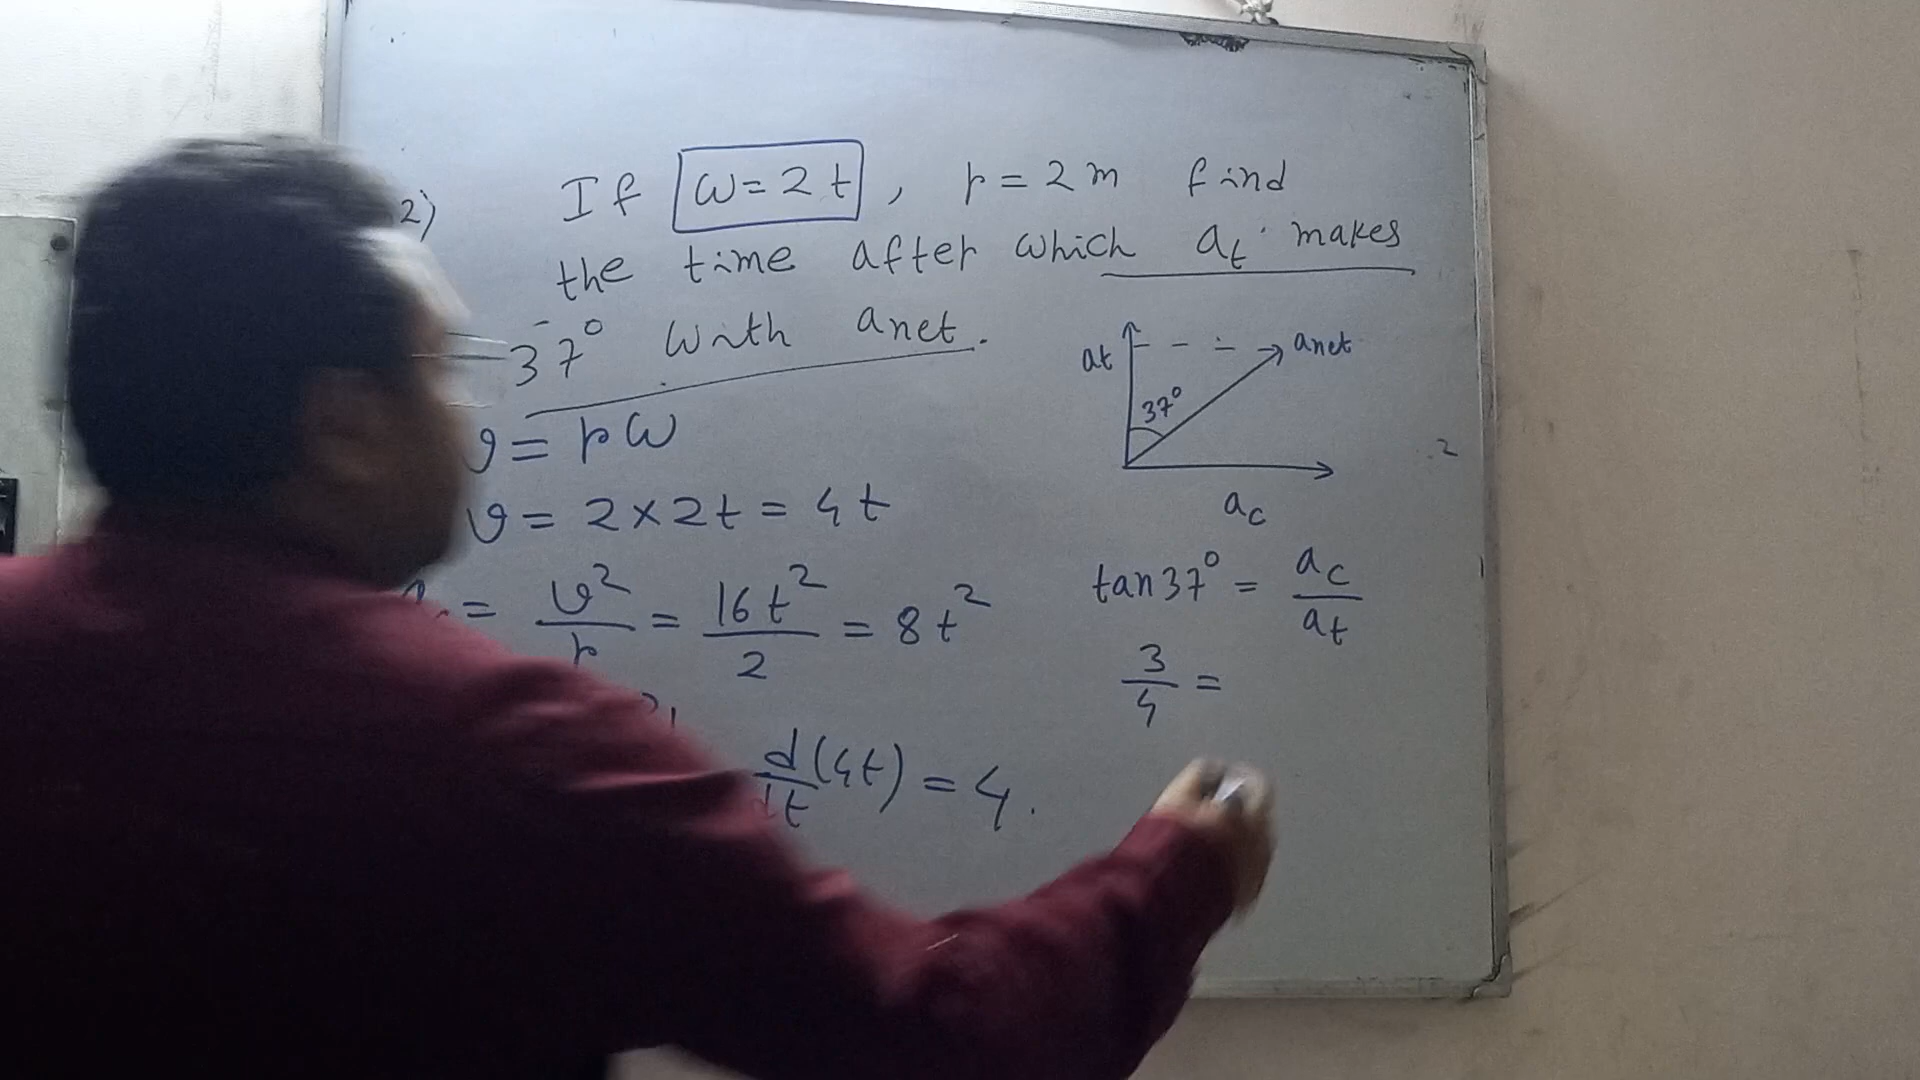 2) If ω=2t , r=2m find
the time after which at makes
37° with anet.
at anet
37°
ac
v = rω
v = 2×2t = 4t
= v²/r = 16t²/2 = 8t²
d/dt(4t) = 4.
tan37° = ac/at
3/4 =